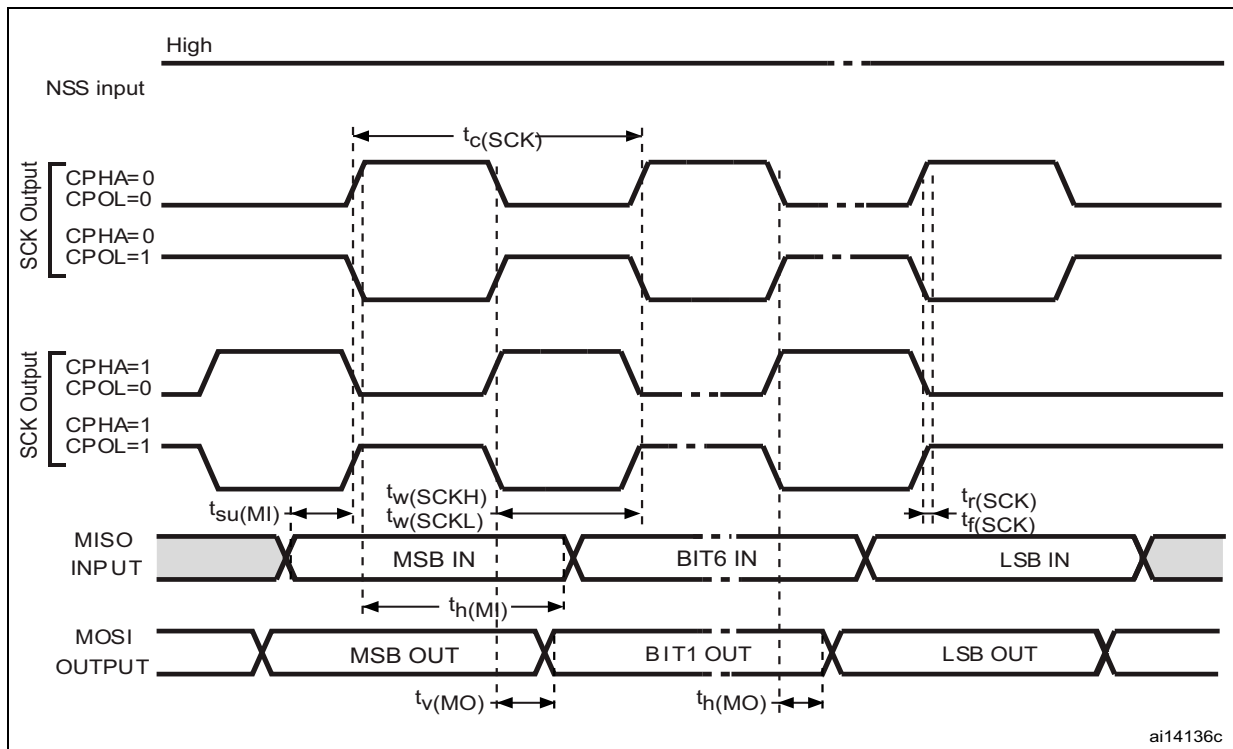 High
NSS input
tc(SCK)
SCK Output
CPHA=0
CPOL=0
CPHA=0
CPOL=1
SCK Output
CPHA=1
CPOL=0
CPHA=1
CPOL=1
tsu(MI)
tw(SCKH)
tw(SCKL)
tr(SCK)
tf(SCK)
MISO
INPUT
MSB IN
BIT6 IN
LSB IN
th(MI)
MOSI
OUTPUT
MSB OUT
BIT1 OUT
LSB OUT
tv(MO)
th(MO)
ai14136c